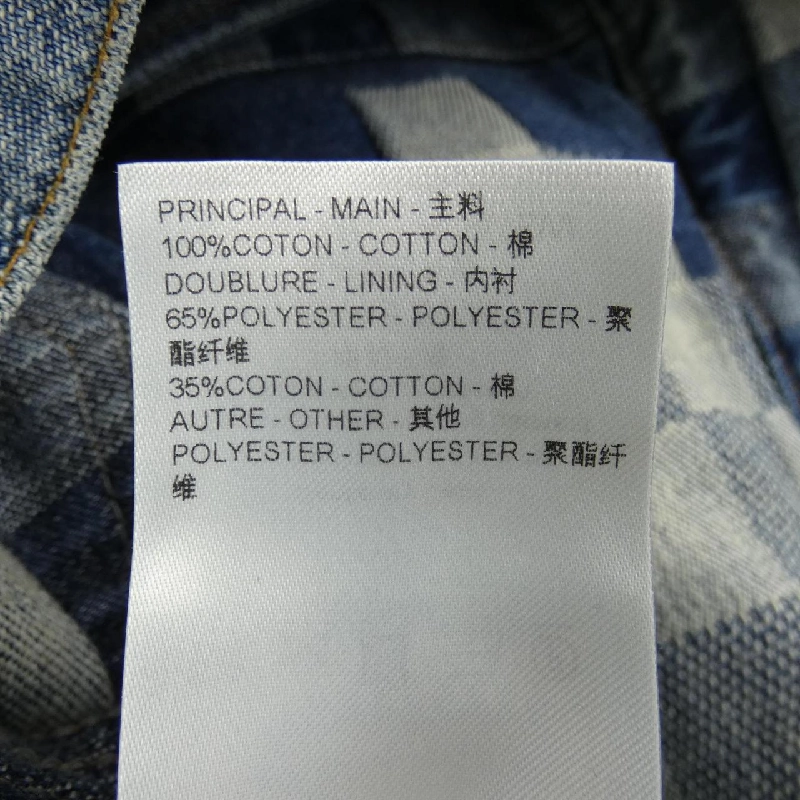 PRINCIPAL - MAIN - 主料
100%COTON - COTTON - 棉
DOUBLURE - LINING - 内衬
65%POLYESTER - POLYESTER - 聚
酯纤维
35%COTON - COTTON - 棉
AUTRE - OTHER - 其他
POLYESTER - POLYESTER - 聚酯纤
维